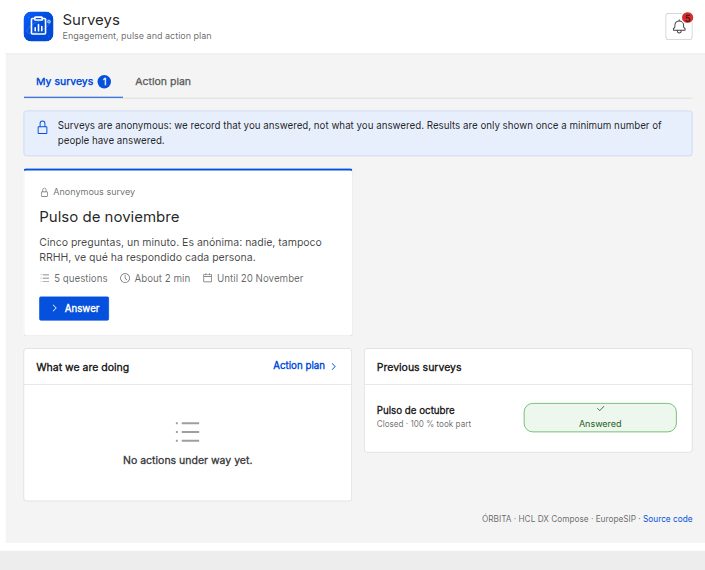 Surveys
Engagement, pulse and action plan
5
My surveys 1
Action plan
Surveys are anonymous: we record that you answered, not what you answered. Results are only shown once a minimum number of
people have answered.
Anonymous survey
Pulso de noviembre
Cinco preguntas, un minuto. Es anónima: nadie, tampoco
RRHH, ve qué ha respondido cada persona.
5 questions About 2 min Until 20 November
Answer
What we are doing
Action plan
No actions under way yet.
Previous surveys
Pulso de octubre
Closed · 100 % took part
Answered
ÓRBITA · HCL DX Compose · EuropeSIP · Source code